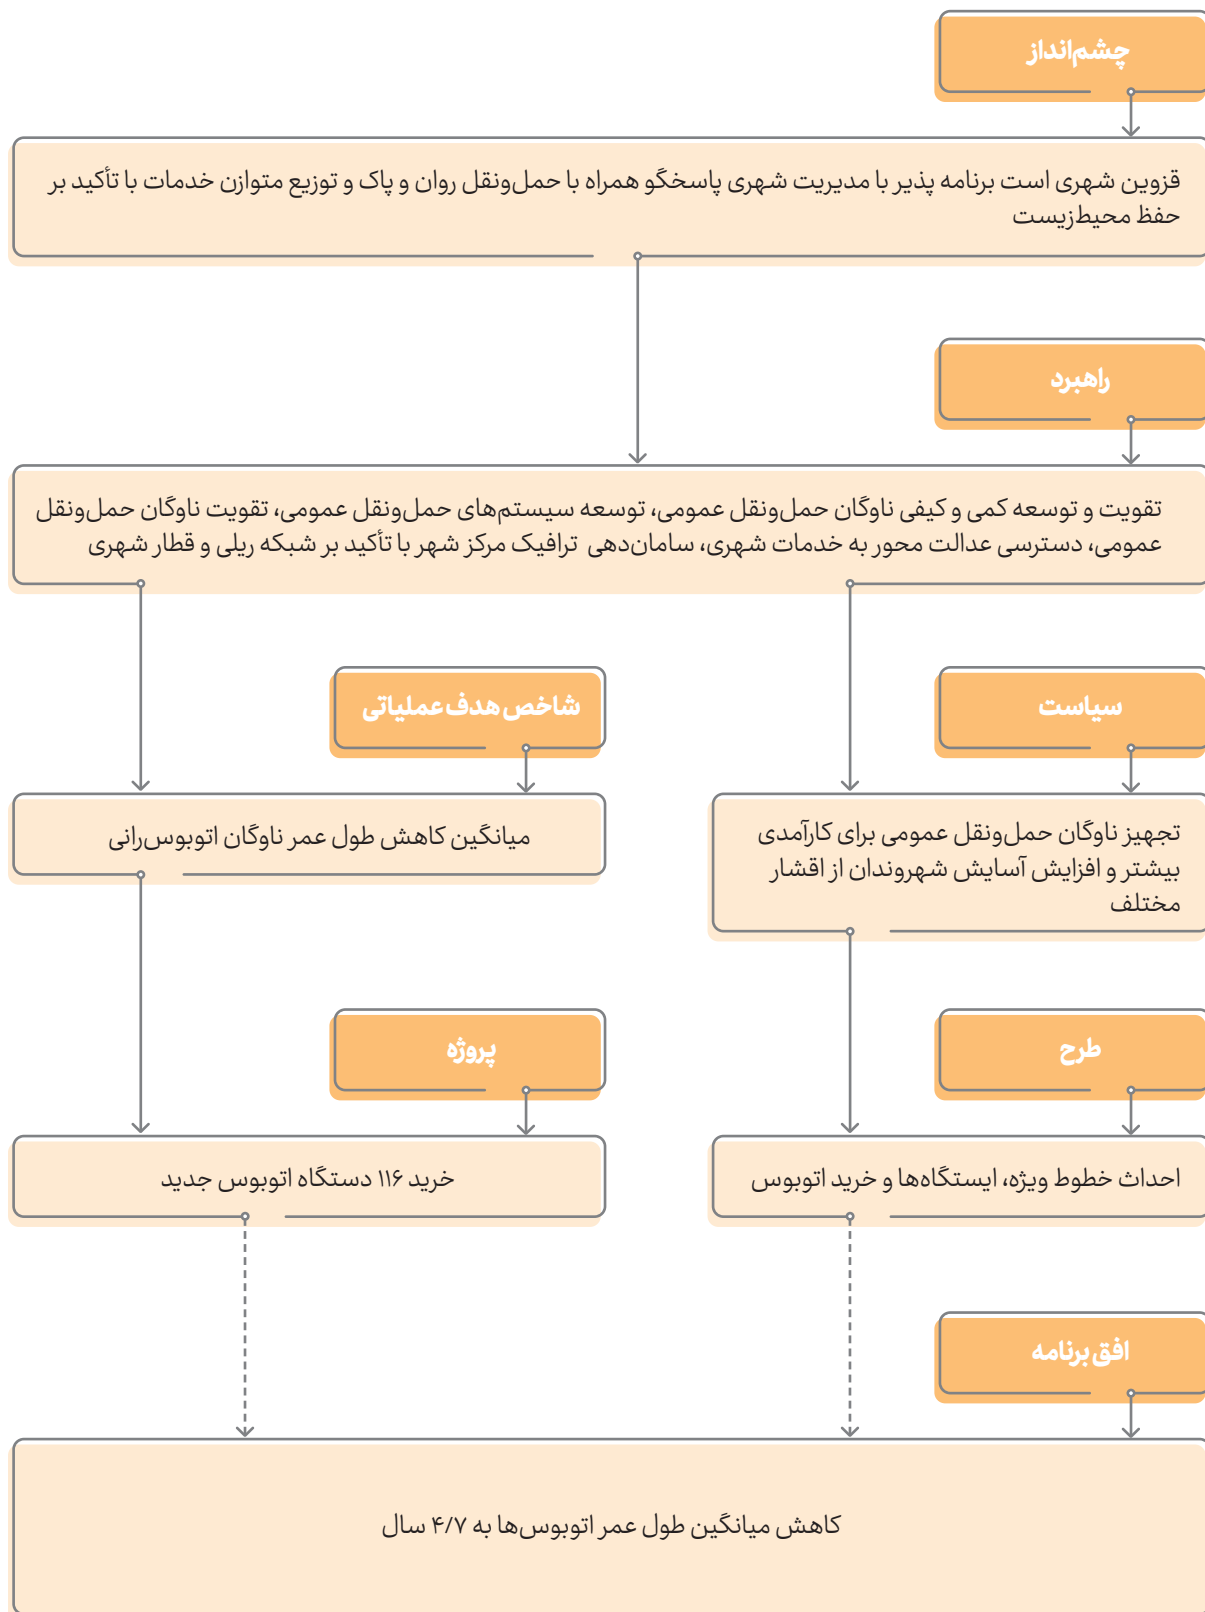 چشم‌انداز
قزوین شهری است برنامه پذیر با مدیریت شهری پاسخگو همراه با حمل‌ونقل روان و پاک و توزیع متوازن خدمات با تأکید بر
حفظ محیط‌زیست
راهبرد
تقویت و توسعه کمی و کیفی ناوگان حمل‌ونقل عمومی، توسعه سیستم‌های حمل‌ونقل عمومی، تقویت ناوگان حمل‌ونقل
عمومی، دسترسی عدالت محور به خدمات شهری، سامان‌دهی ترافیک مرکز شهر با تأکید بر شبکه ریلی و قطار شهری
سیاست
تجهیز ناوگان حمل‌ونقل عمومی برای کارآمدی
بیشتر و افزایش آسایش شهروندان از اقشار
مختلف
شاخص هدف عملیاتی
میانگین کاهش طول عمر ناوگان اتوبوس‌رانی
طرح
احداث خطوط ویژه، ایستگاه‌ها و خرید اتوبوس
پروژه
خرید ۱۱۶ دستگاه اتوبوس جدید
افق برنامه
کاهش میانگین طول عمر اتوبوس‌ها به ۴/۷ سال